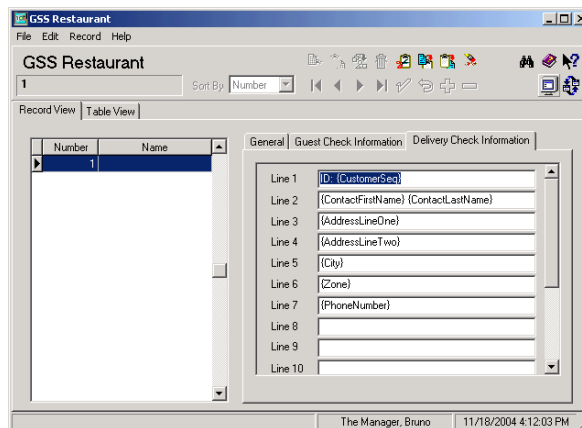 GSS Restaurant
File Edit Record Help
GSS Restaurant
1
Sort By Number
Record View Table View
Number Name
1
General Guest Check Information Delivery Check Information
Line 1 ID: {CustomerSeq}
Line 2 {ContactFirstName} {ContactLastName}
Line 3 {AddressLineOne}
Line 4 {AddressLineTwo}
Line 5 {City}
Line 6 {Zone}
Line 7 {PhoneNumber}
Line 8
Line 9
Line 10
The Manager, Bruno 11/18/2004 4:12:03 PM